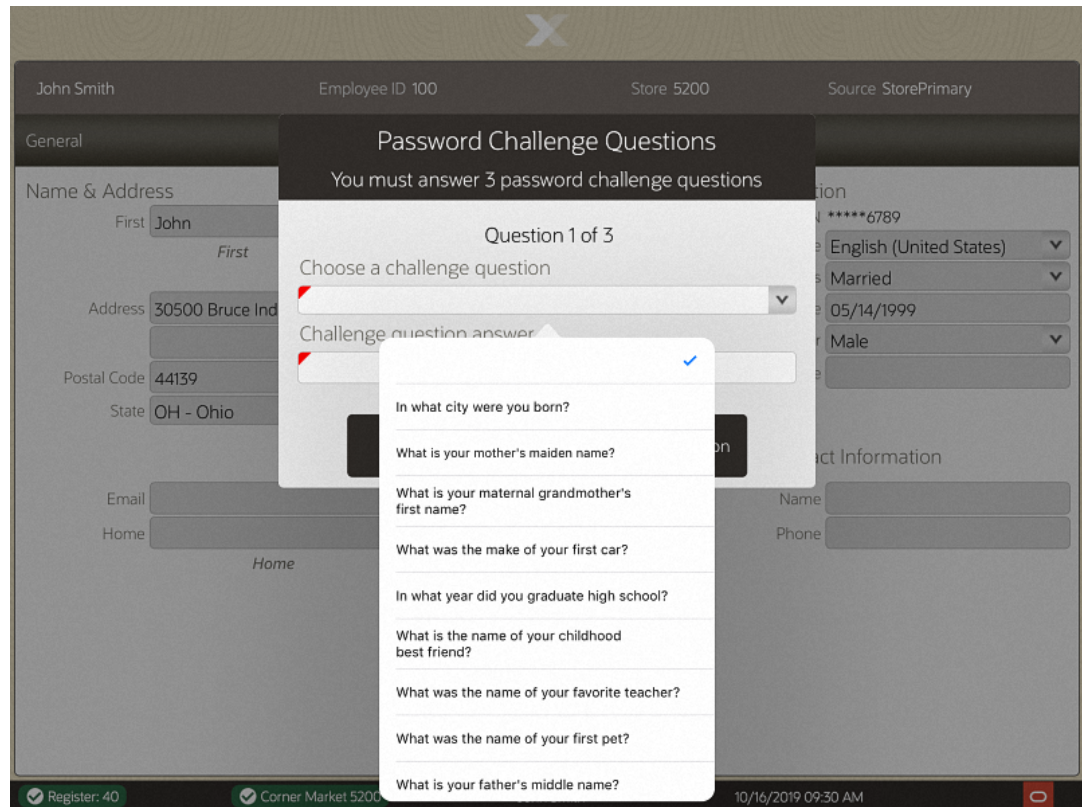 John Smith
Employee ID 100
Store 5200
Source StorePrimary
General
Password Challenge Questions
You must answer 3 password challenge questions
Name & Address
First John
First
Address 30500 Bruce Ind
Postal Code 44139
State OH - Ohio
Email
Home
Home
Question 1 of 3
Choose a challenge question
Challenge question answer
In what city were you born?
What is your mother's maiden name?
What is your maternal grandmother's
first name?
What was the make of your first car?
In what year did you graduate high school?
What is the name of your childhood
best friend?
What was the name of your favorite teacher?
What was the name of your first pet?
What is your father's middle name?
on
tion
*****6789
English (United States)
Married
05/14/1999
Male
act Information
Name
Phone
Register: 40
Corner Market 5200
10/16/2019 09:30 AM